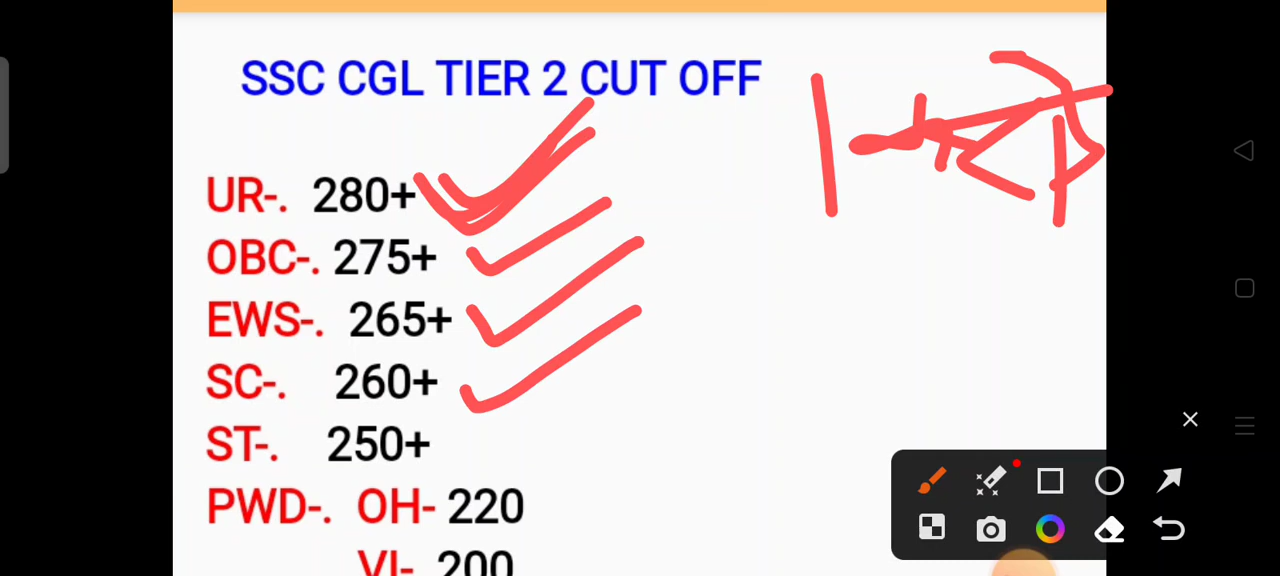 SSC CGL TIER 2 CUT OFF
UR-. 280+
OBC-. 275+
EWS-. 265+
SC-. 260+
ST-. 250+
PWD-. OH- 220
VI- 200